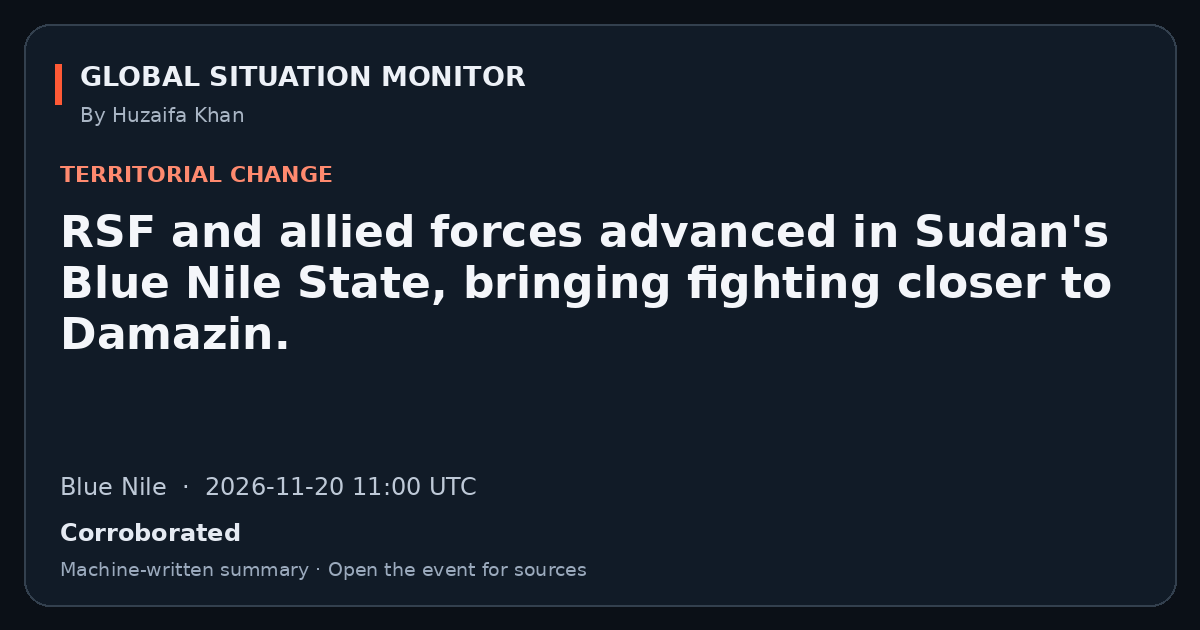 GLOBAL SITUATION MONITOR
By Huzaifa Khan
TERRITORIAL CHANGE
RSF and allied forces advanced in Sudan's
Blue Nile State, bringing fighting closer to
Damazin.
Blue Nile · 2026-11-20 11:00 UTC
Corroborated
Machine-written summary · Open the event for sources